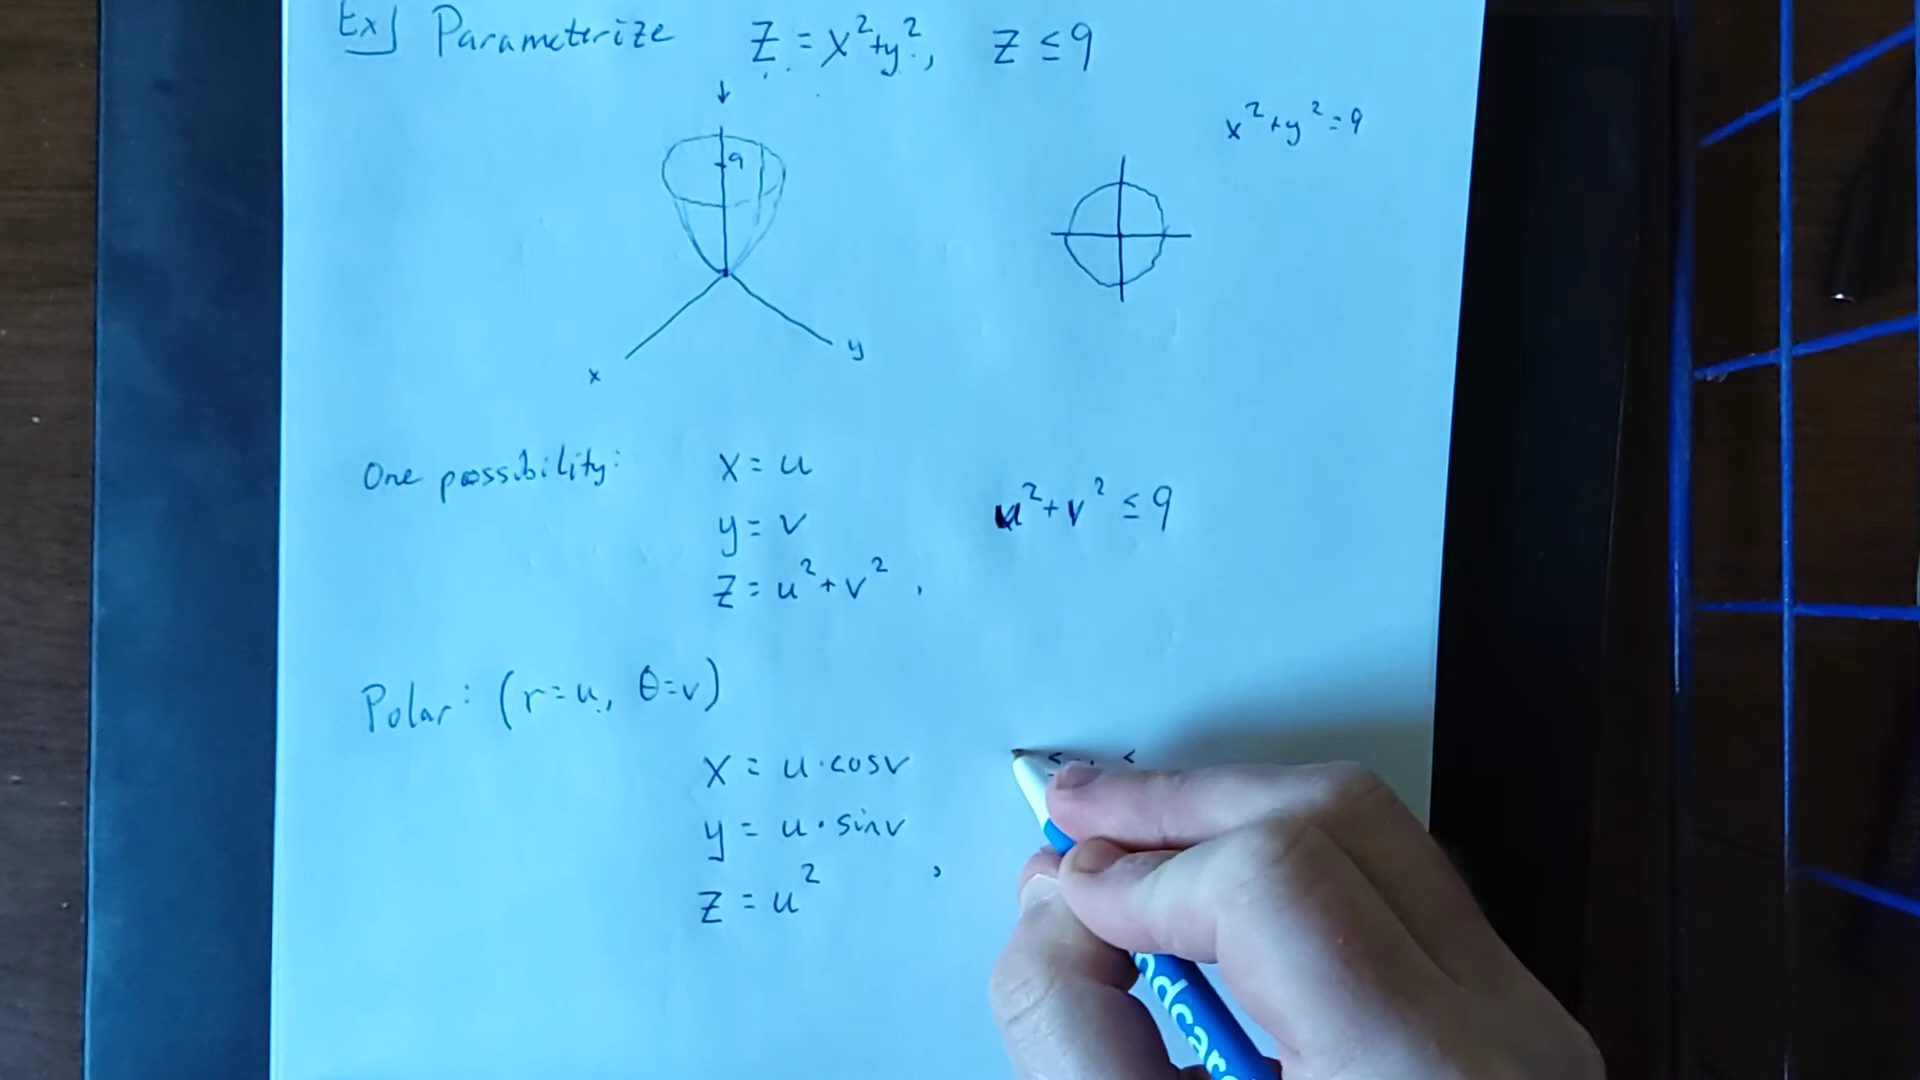 Ex] Parameterize z = x²+y², z ≤ 9
x²+y²=9
9
x y
One possibility: x = u
y = v
u²+v² ≤ 9
z = u²+v²,
Polar: (r=u, θ=v)
x = u·cosv
≤ u ≤
y = u·sinv
z = u²,